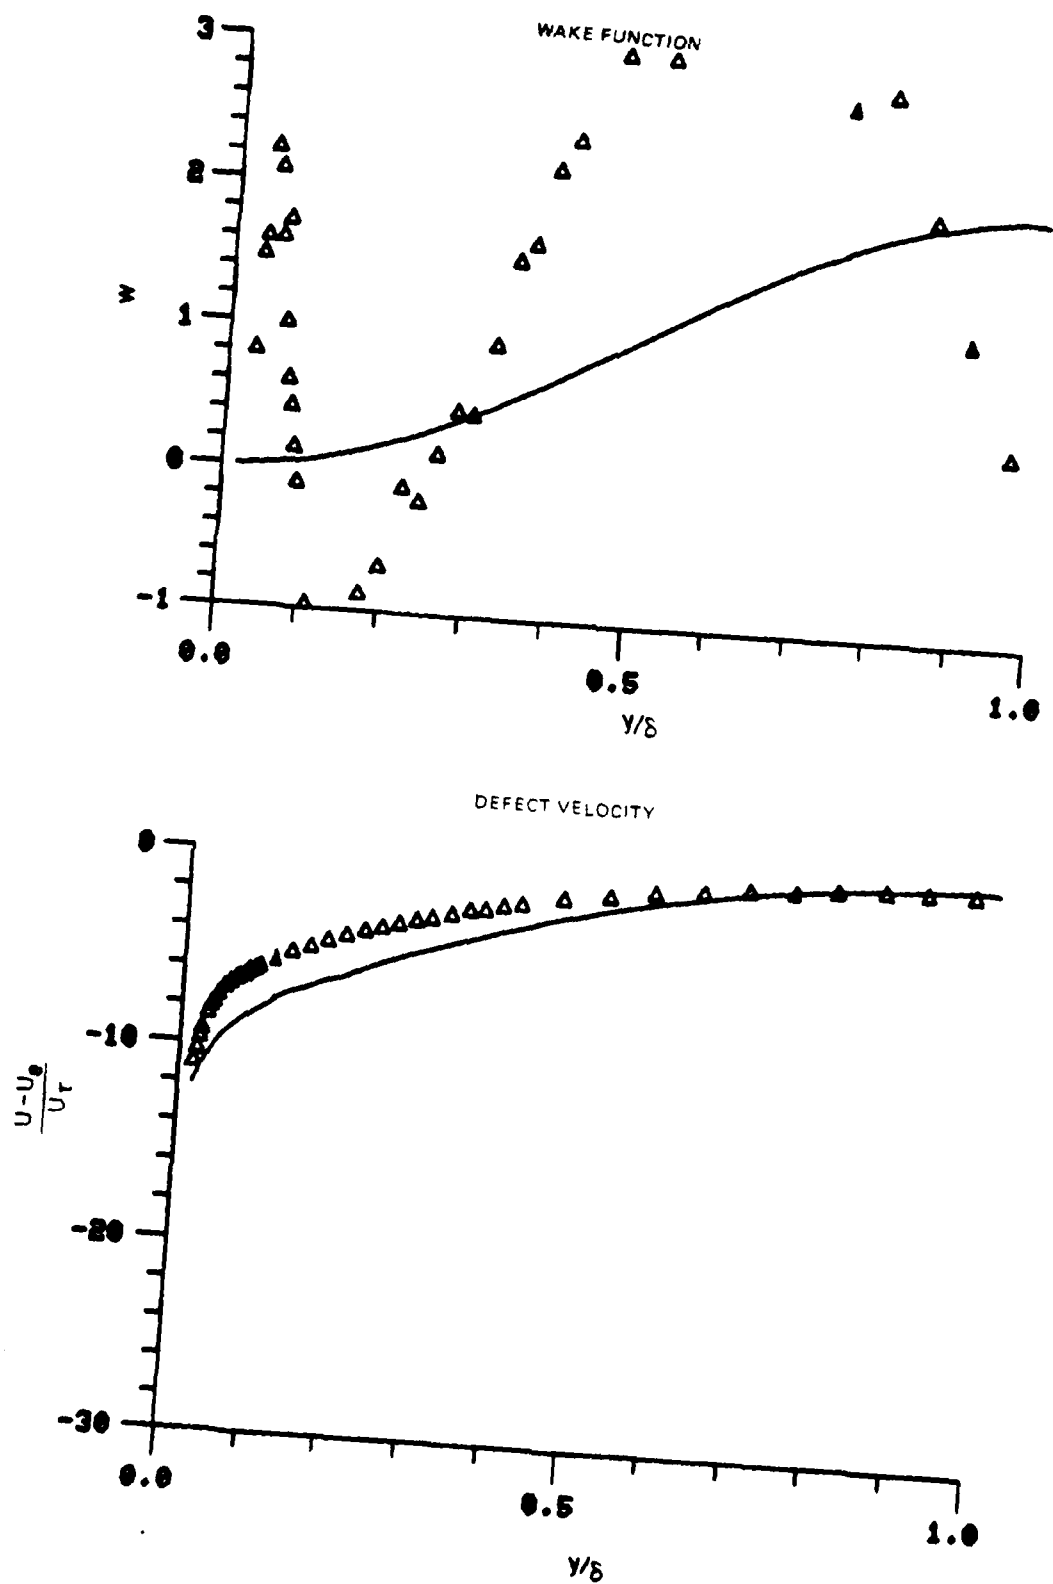 WAKE FUNCTION
3
2
1
0
-1
W
0.0
0.5
1.0
y/δ
DEFECT VELOCITY
0
-10
-20
-30
U-Ue
Uτ
0.0
0.5
1.0
y/δ